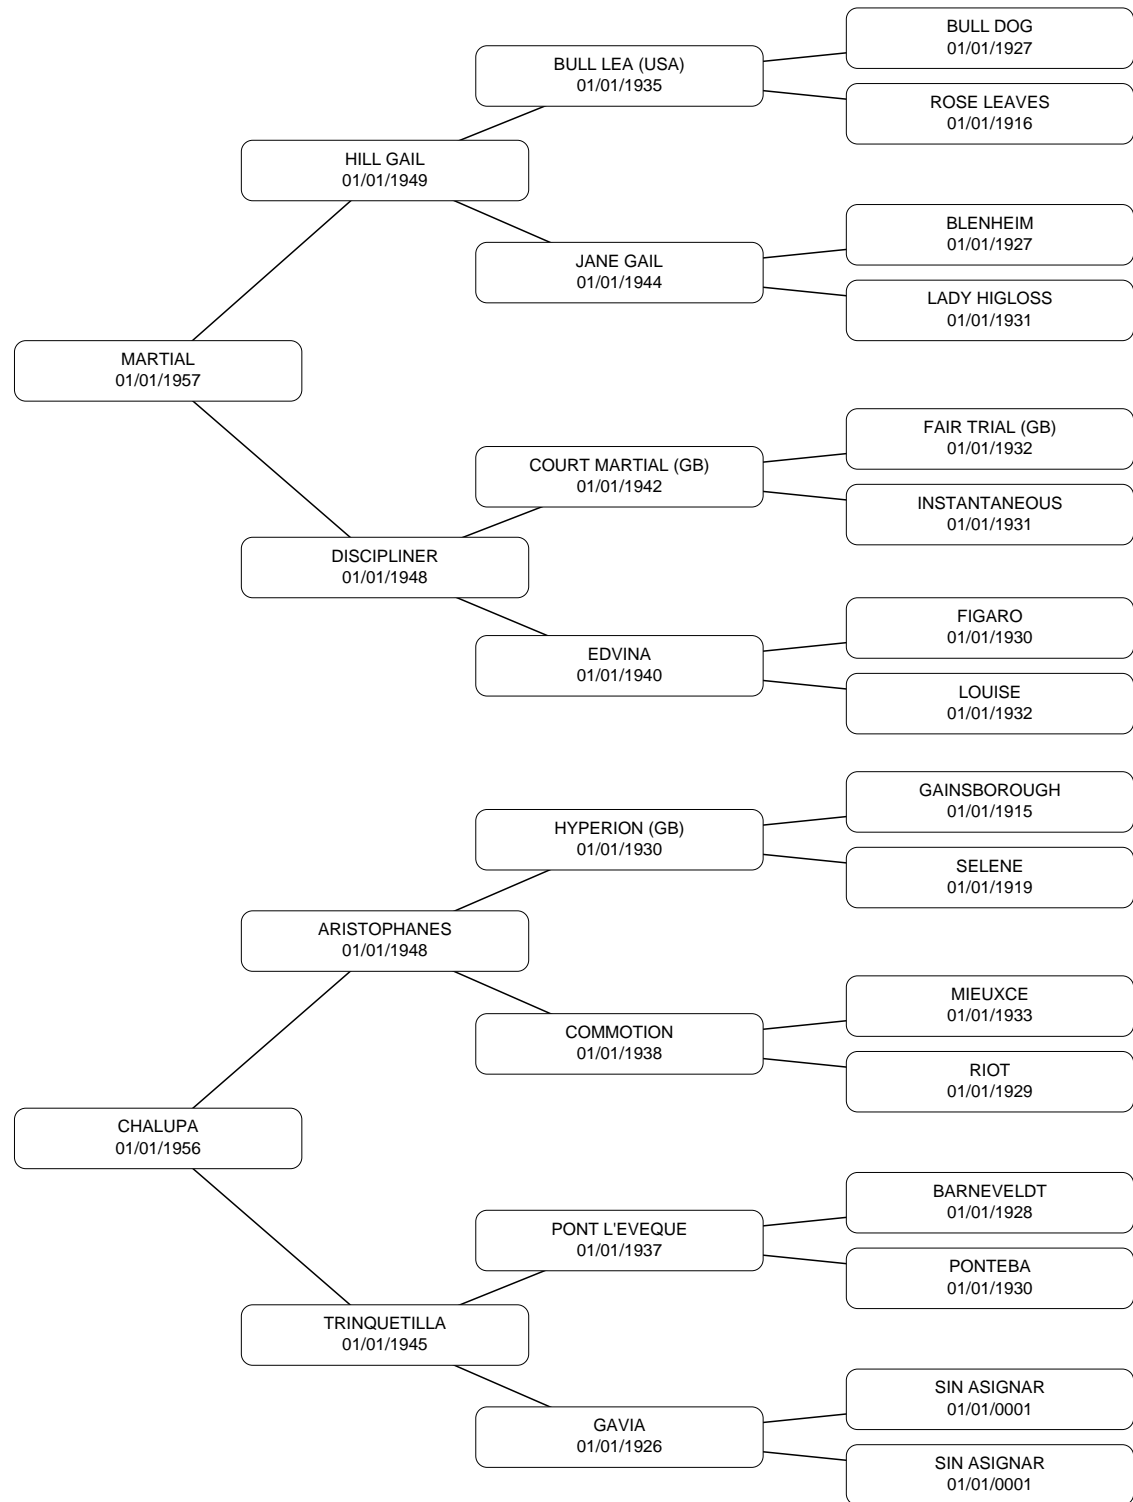 BULL DOG
01/01/1927
BULL LEA (USA)
01/01/1935
ROSE LEAVES
01/01/1916
HILL GAIL
01/01/1949
BLENHEIM
01/01/1927
JANE GAIL
01/01/1944
LADY HIGLOSS
01/01/1931
MARTIAL
01/01/1957
FAIR TRIAL (GB)
01/01/1932
COURT MARTIAL (GB)
01/01/1942
INSTANTANEOUS
01/01/1931
DISCIPLINER
01/01/1948
FIGARO
01/01/1930
EDVINA
01/01/1940
LOUISE
01/01/1932
GAINSBOROUGH
01/01/1915
HYPERION (GB)
01/01/1930
SELENE
01/01/1919
ARISTOPHANES
01/01/1948
MIEUXCE
01/01/1933
COMMOTION
01/01/1938
RIOT
01/01/1929
CHALUPA
01/01/1956
BARNEVELDT
01/01/1928
PONT L'EVEQUE
01/01/1937
PONTEBA
01/01/1930
TRINQUETILLA
01/01/1945
SIN ASIGNAR
01/01/0001
GAVIA
01/01/1926
SIN ASIGNAR
01/01/0001